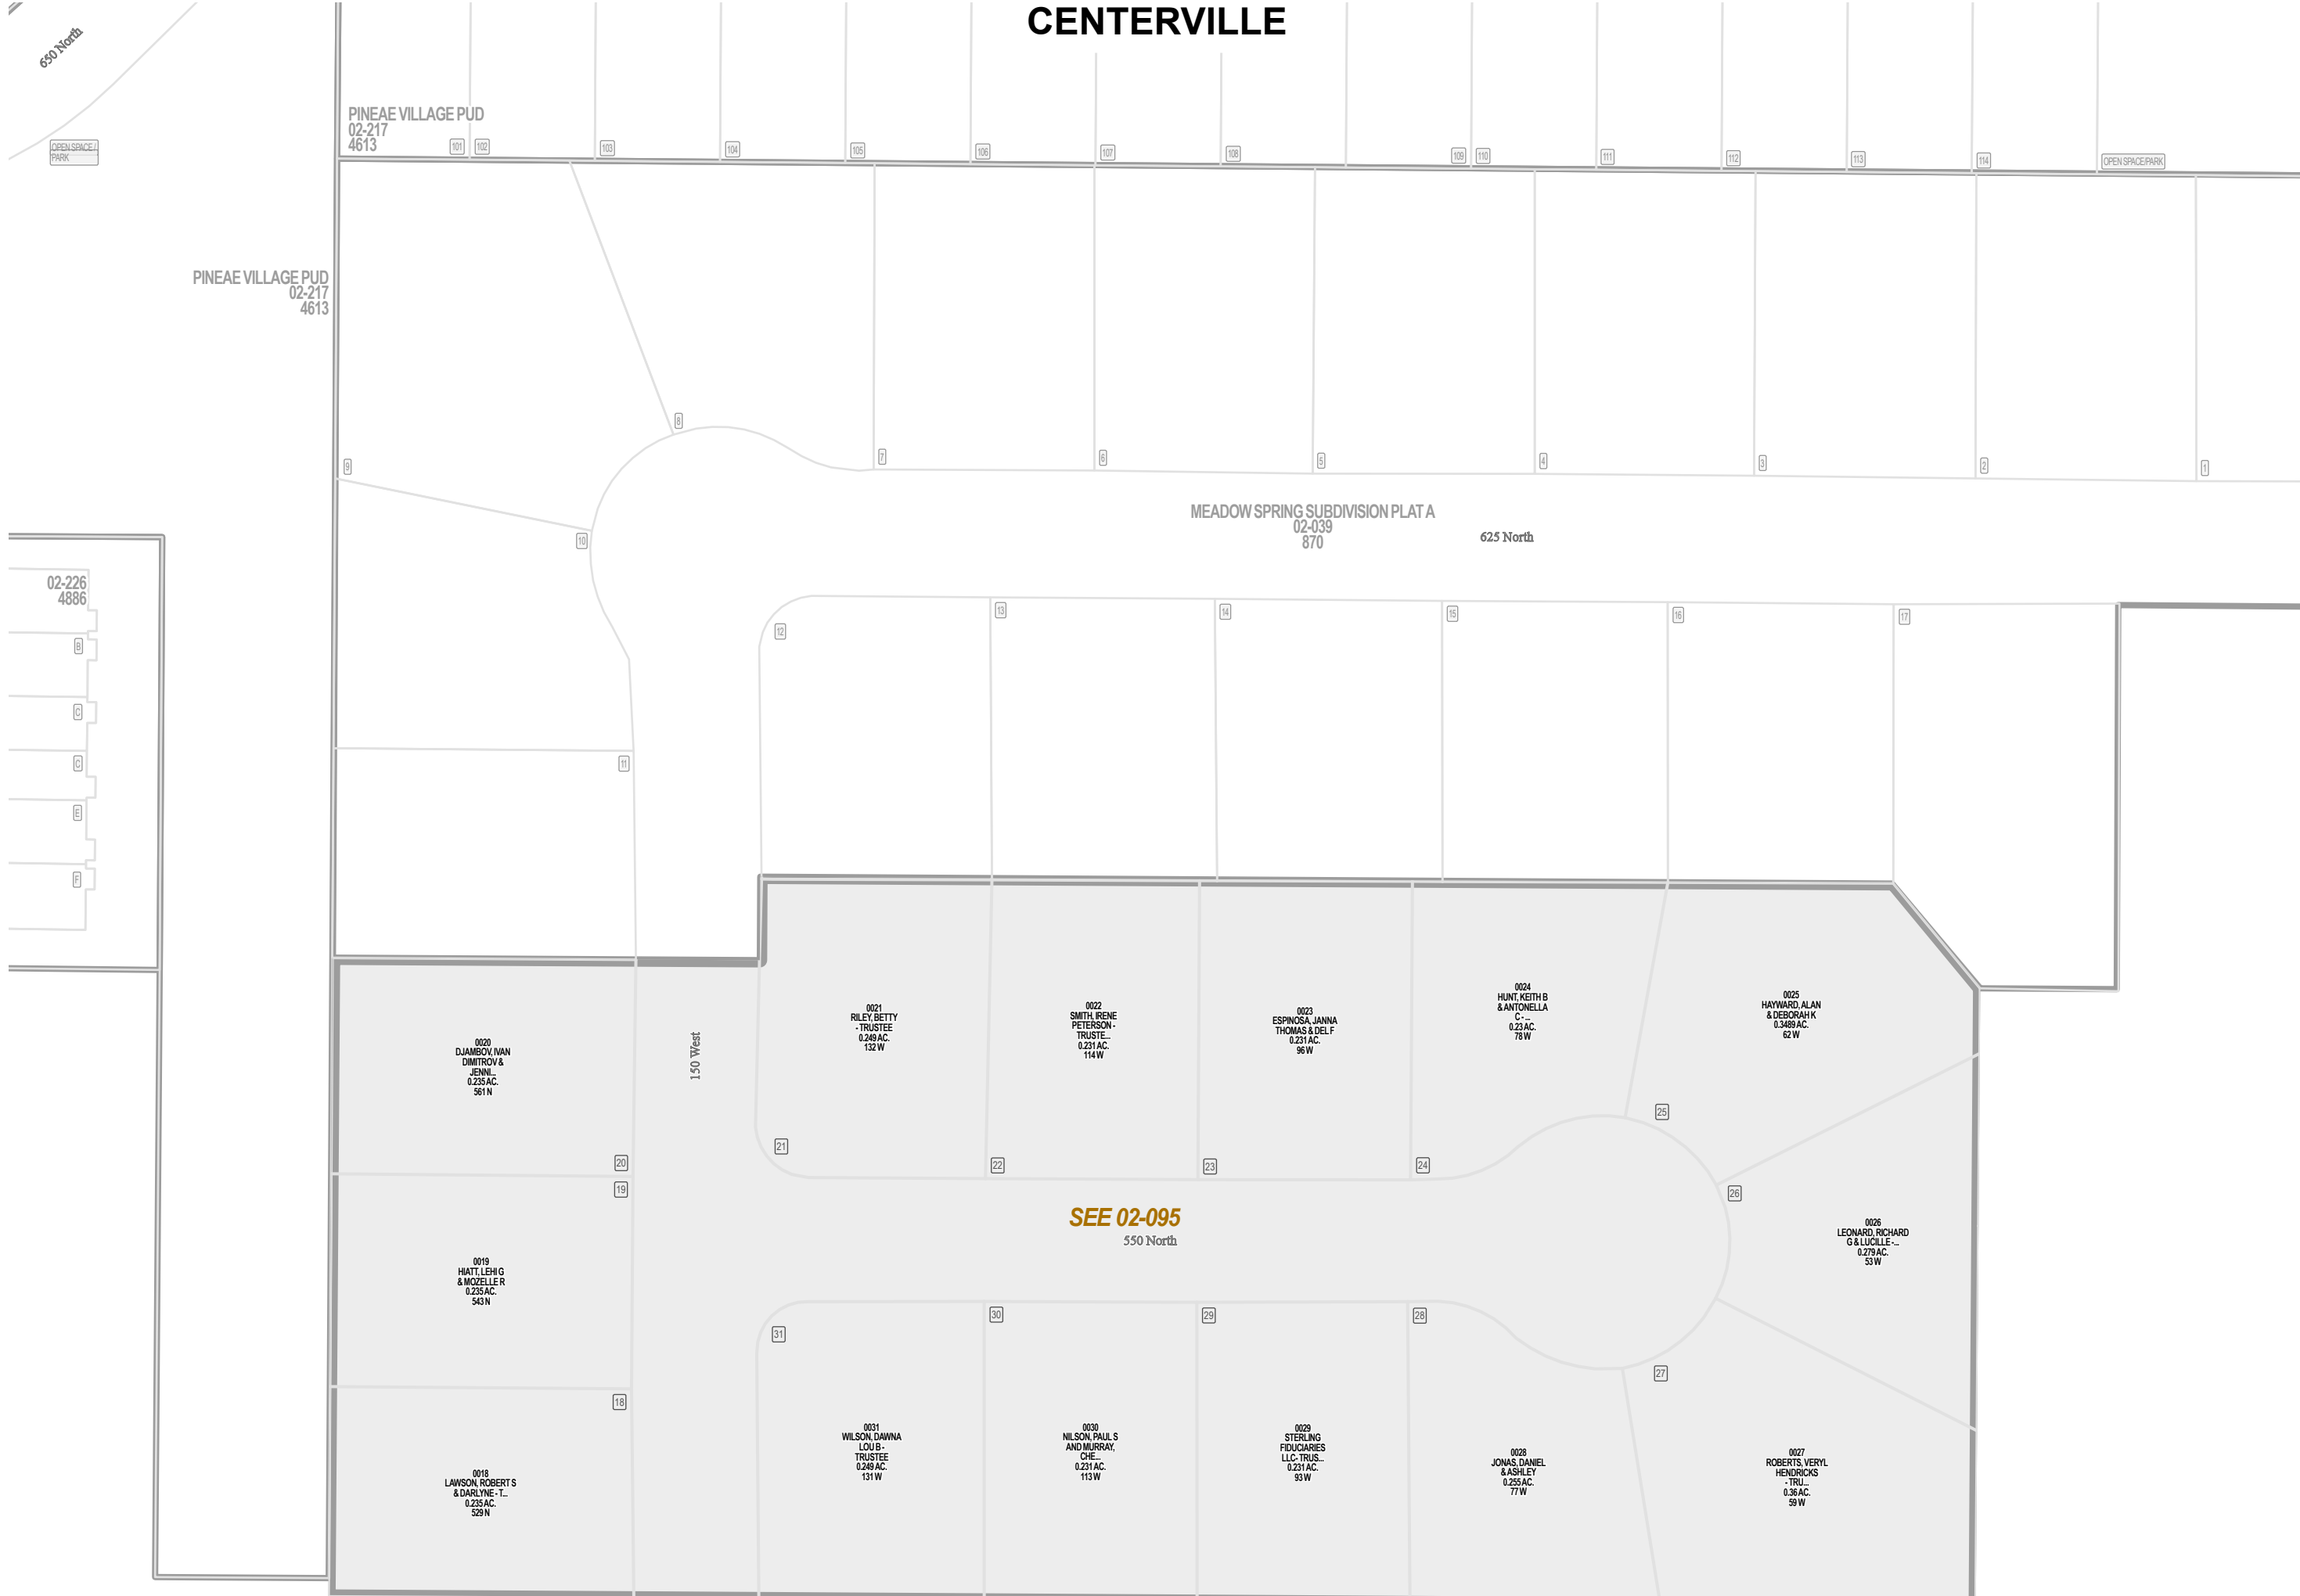 CENTERVILLE
650 North
OPEN SPACE /
PARK
PINEAE VILLAGE PUD
02-217
4613
101
102
103
104
105
106
107
108
109
110
111
112
113
114
OPEN SPACE/PARK
PINEAE VILLAGE PUD
02-217
4613
8
9
7
6
5
4
3
2
1
MEADOW SPRING SUBDIVISION PLAT A
02-039
870
625 North
10
02-226
4886
B
C
C
E
F
11
12
13
14
15
16
17
0020
DJAMBOV, IVAN
DIMITROV &
JENNI...
0.235 AC.
561 N
150 West
0021
RILEY, BETTY
- TRUSTEE
0.249 AC.
132 W
0022
SMITH, IRENE
PETERSON -
TRUSTE...
0.231 AC.
114 W
0023
ESPINOSA, JANNA
THOMAS & DEL F
0.231 AC.
96 W
0024
HUNT, KEITH B
& ANTONELLA
C - ...
0.23 AC.
78 W
0025
HAYWARD, ALAN
& DEBORAH K
0.3489 AC.
62 W
20
21
22
23
24
25
19
26
SEE 02-095
550 North
0019
HIATT, LEHI G
& MOZELLE R
0.235 AC.
543 N
0026
LEONARD, RICHARD
G & LUCILLE -...
0.279 AC.
53 W
31
30
29
28
27
18
0018
LAWSON, ROBERT S
& DARLYNE - T...
0.235 AC.
529 N
0031
WILSON, DAWNA
LOU B -
TRUSTEE
0.249 AC.
131 W
0030
NILSON, PAUL S
AND MURRAY,
CHE...
0.231 AC.
113 W
0029
STERLING
FIDUCIARIES
LLC- TRUS...
0.231 AC.
93 W
0028
JONAS, DANIEL
& ASHLEY
0.255 AC.
77 W
0027
ROBERTS, VERYL
HENDRICKS
- TRU...
0.36 AC.
59 W